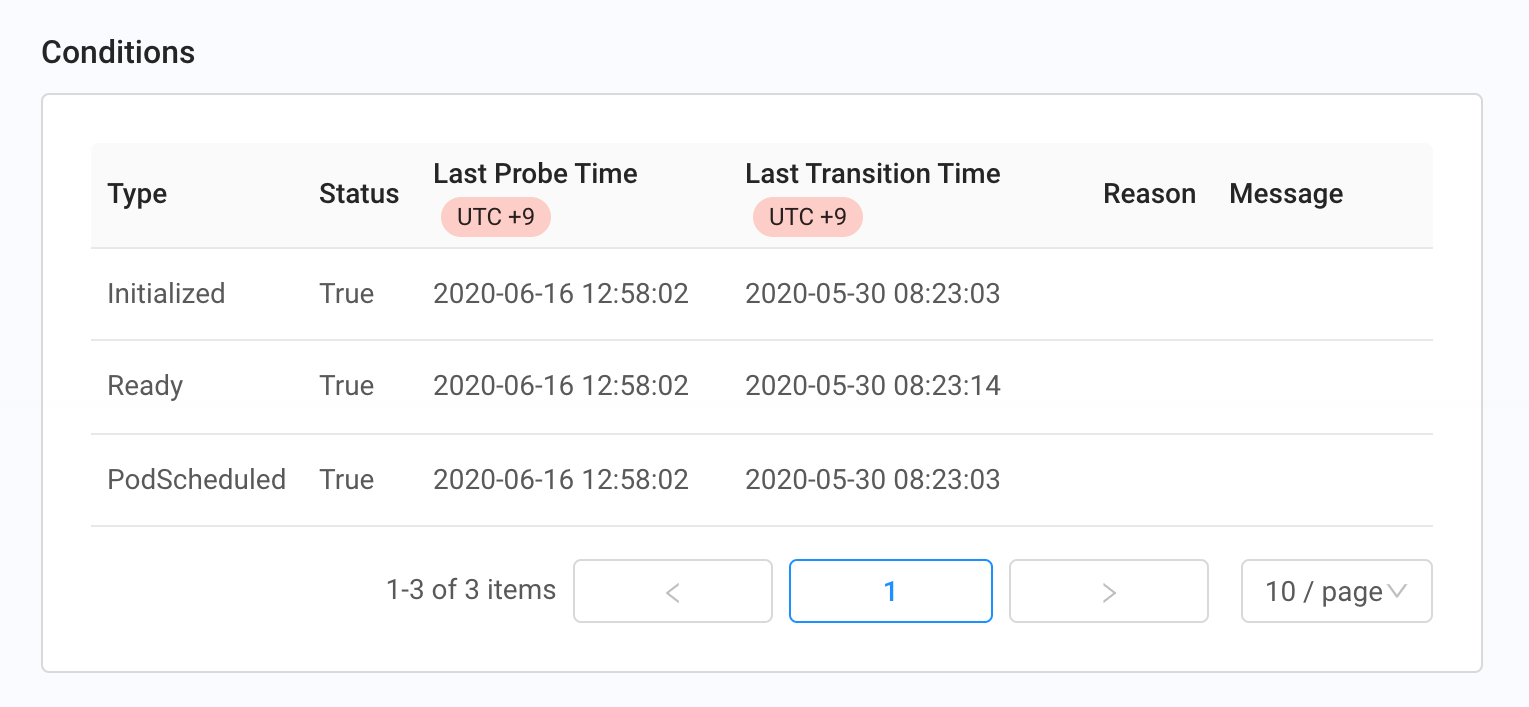 Conditions
Type Status Last Probe Time UTC +9 Last Transition Time UTC +9 Reason Message
Initialized True 2020-06-16 12:58:02 2020-05-30 08:23:03
Ready True 2020-06-16 12:58:02 2020-05-30 08:23:14
PodScheduled True 2020-06-16 12:58:02 2020-05-30 08:23:03
1-3 of 3 items < 1 > 10 / page